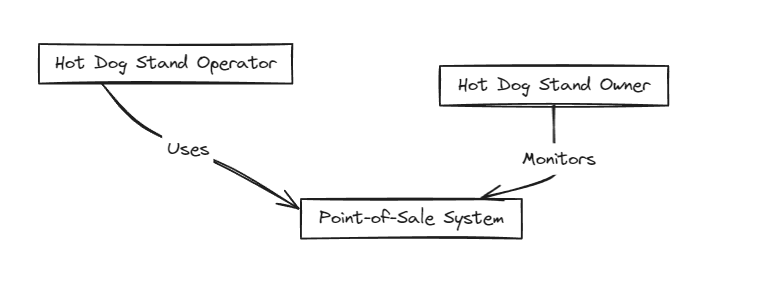 Hot Dog Stand Operator
Hot Dog Stand Owner
Uses
Monitors
Point-of-Sale System